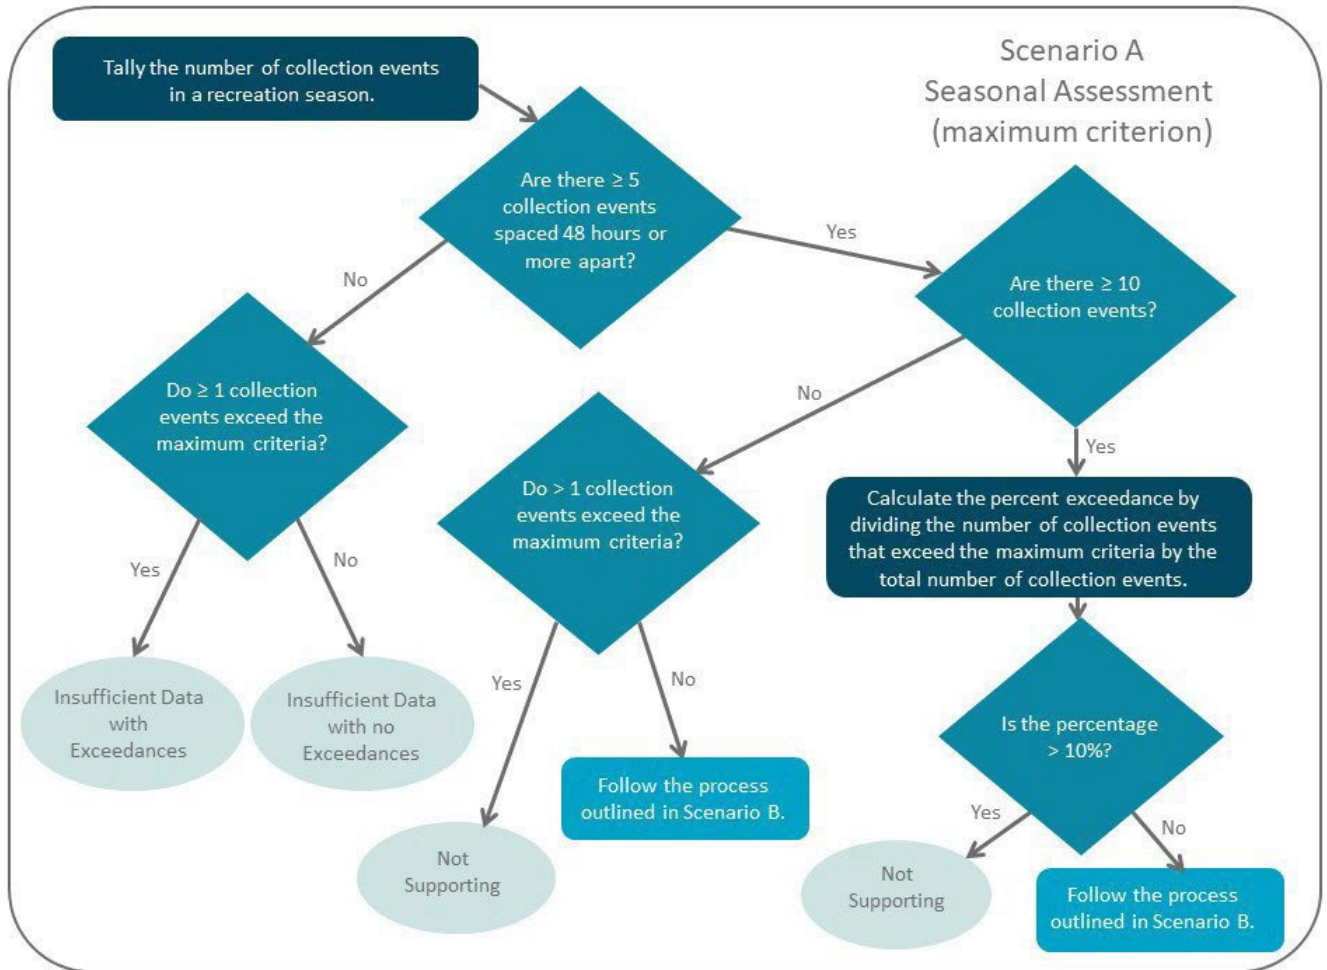 Scenario A
Seasonal Assessment
(maximum criterion)
Tally the number of collection events
in a recreation season.
Are there ≥ 5
collection events
spaced 48 hours or
more apart?
Yes
No
Are there ≥ 10
collection events?
Do ≥ 1 collection
events exceed the
maximum criteria?
No
Yes
Do > 1 collection
events exceed the
maximum criteria?
Calculate the percent exceedance by
dividing the number of collection events
that exceed the maximum criteria by the
total number of collection events.
Yes
No
Insufficient Data
with
Exceedances
Insufficient Data
with no
Exceedances
Yes
No
Is the percentage
> 10%?
Follow the process
outlined in Scenario B.
Not
Supporting
Yes
No
Not
Supporting
Follow the process
outlined in Scenario B.